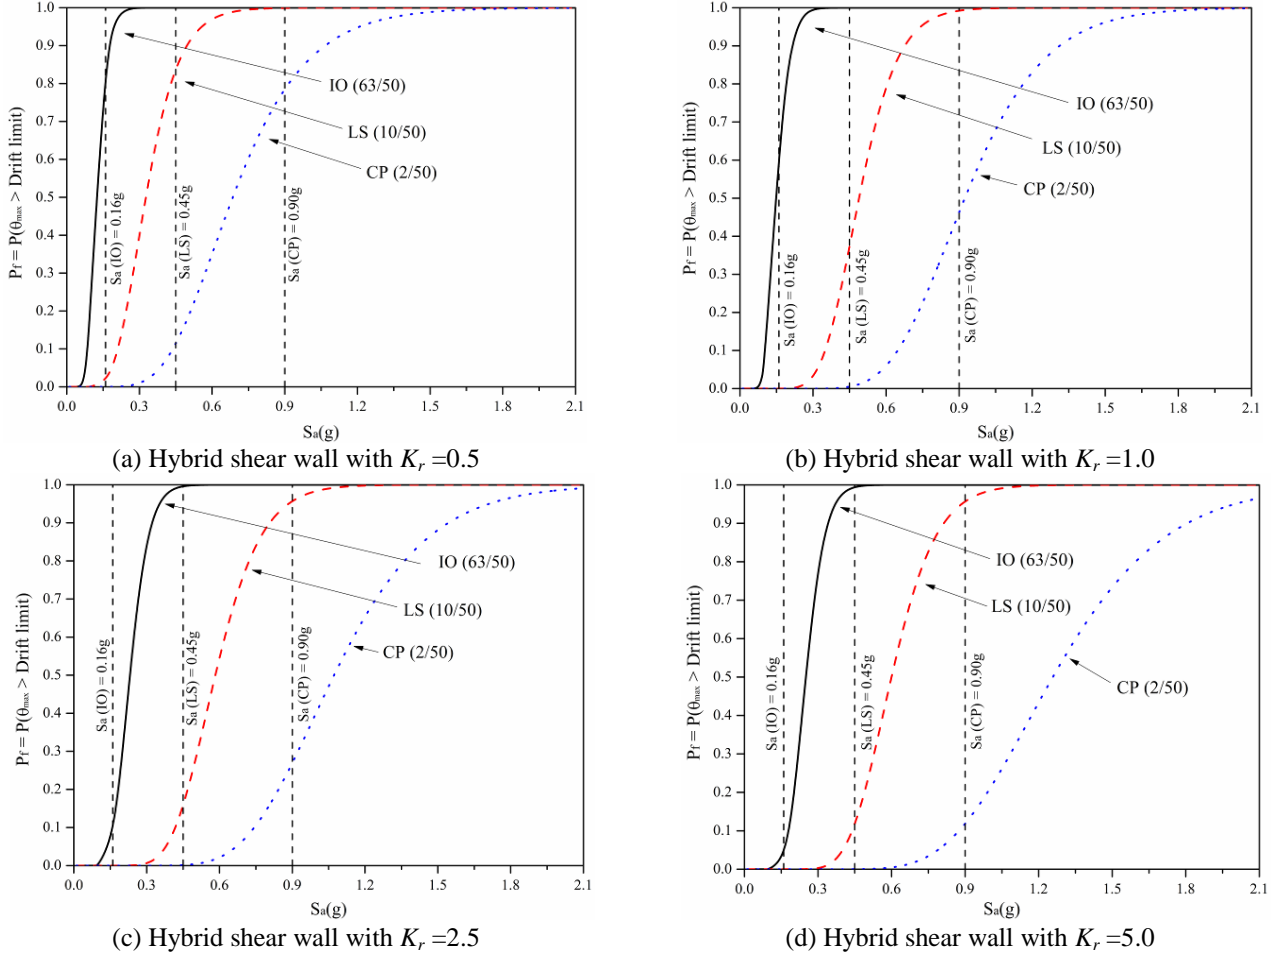 1.0
0.9
0.8
0.7
0.6
0.5
0.4
0.3
0.2
0.1
0.0
Pf = P(θmax > Drift limit)
IO (63/50)
LS (10/50)
CP (2/50)
Sa (IO) = 0.16g
Sa (LS) = 0.45g
Sa (CP) = 0.90g
0.0 0.3 0.6 0.9 1.2 1.5 1.8 2.1
Sa(g)
(a) Hybrid shear wall with Kr =0.5
1.0
0.9
0.8
0.7
0.6
0.5
0.4
0.3
0.2
0.1
0.0
Pf = P(θmax > Drift limit)
IO (63/50)
LS (10/50)
CP (2/50)
Sa (IO) = 0.16g
Sa (LS) = 0.45g
Sa (CP) = 0.90g
0.0 0.3 0.6 0.9 1.2 1.5 1.8 2.1
Sa(g)
(b) Hybrid shear wall with Kr =1.0
1.0
0.9
0.8
0.7
0.6
0.5
0.4
0.3
0.2
0.1
0.0
Pf = P(θmax > Drift limit)
IO (63/50)
LS (10/50)
CP (2/50)
Sa (IO) = 0.16g
Sa (LS) = 0.45g
Sa (CP) = 0.90g
0.0 0.3 0.6 0.9 1.2 1.5 1.8 2.1
Sa(g)
(c) Hybrid shear wall with Kr =2.5
1.0
0.9
0.8
0.7
0.6
0.5
0.4
0.3
0.2
0.1
0.0
Pf = P(θmax > Drift limit)
IO (63/50)
LS (10/50)
CP (2/50)
Sa (IO) = 0.16g
Sa (LS) = 0.45g
Sa (CP) = 0.90g
0.0 0.3 0.6 0.9 1.2 1.5 1.8 2.1
Sa(g)
(d) Hybrid shear wall with Kr =5.0